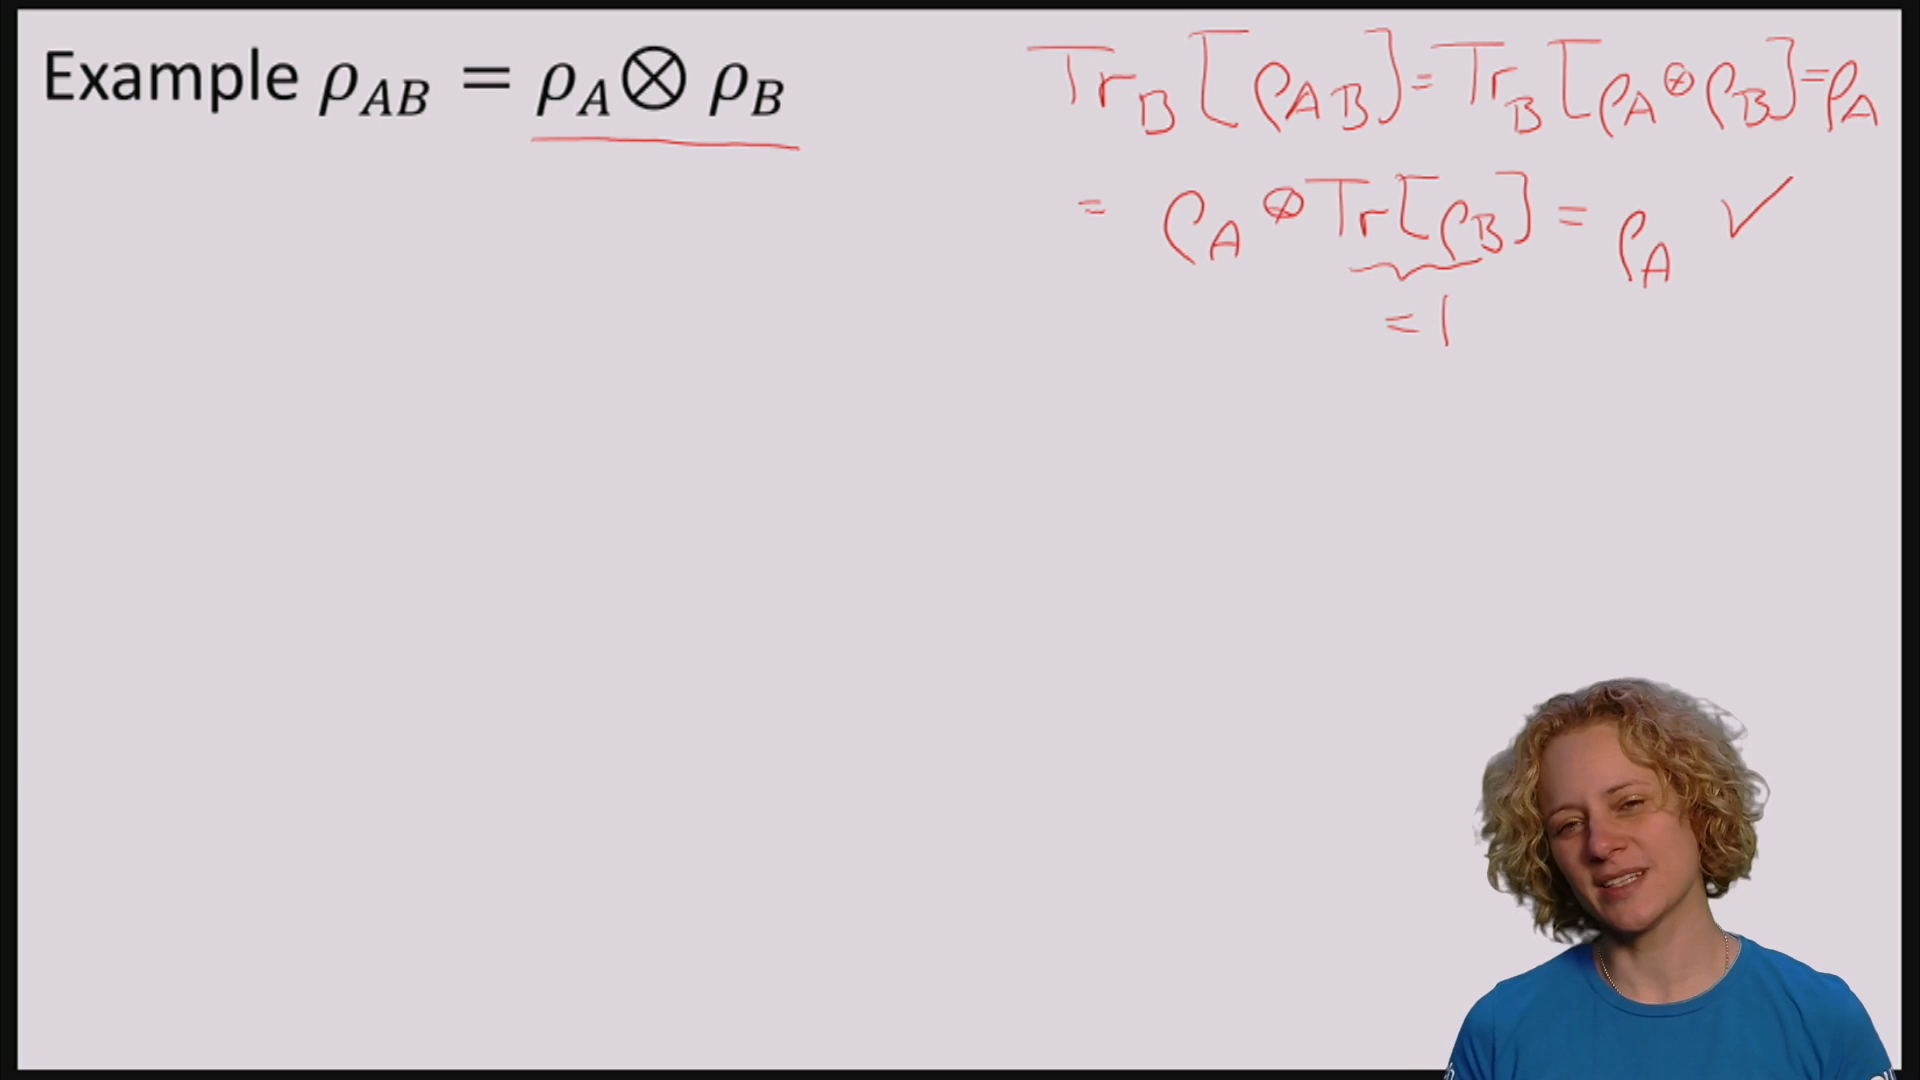 Example ρ_AB = ρ_A ⊗ ρ_B
Tr_B [ρ_AB] = Tr_B [ρ_A ⊗ ρ_B] = ρ_A
= ρ_A ⊗ Tr[ρ_B] = ρ_A ✓
= 1